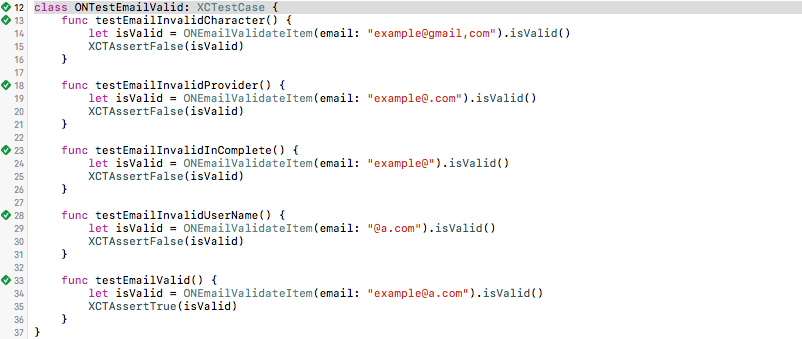 12 class ONTestEmailValid: XCTestCase {
13     func testEmailInvalidCharacter() {
14         let isValid = ONEmailValidateItem(email: "example@gmail,com").isValid()
15         XCTAssertFalse(isValid)
16     }
17
18     func testEmailInvalidProvider() {
19         let isValid = ONEmailValidateItem(email: "example@.com").isValid()
20         XCTAssertFalse(isValid)
21     }
22
23     func testEmailInvalidInComplete() {
24         let isValid = ONEmailValidateItem(email: "example@").isValid()
25         XCTAssertFalse(isValid)
26     }
27
28     func testEmailInvalidUserName() {
29         let isValid = ONEmailValidateItem(email: "@a.com").isValid()
30         XCTAssertFalse(isValid)
31     }
32
33     func testEmailValid() {
34         let isValid = ONEmailValidateItem(email: "example@a.com").isValid()
35         XCTAssertTrue(isValid)
36     }
37 }